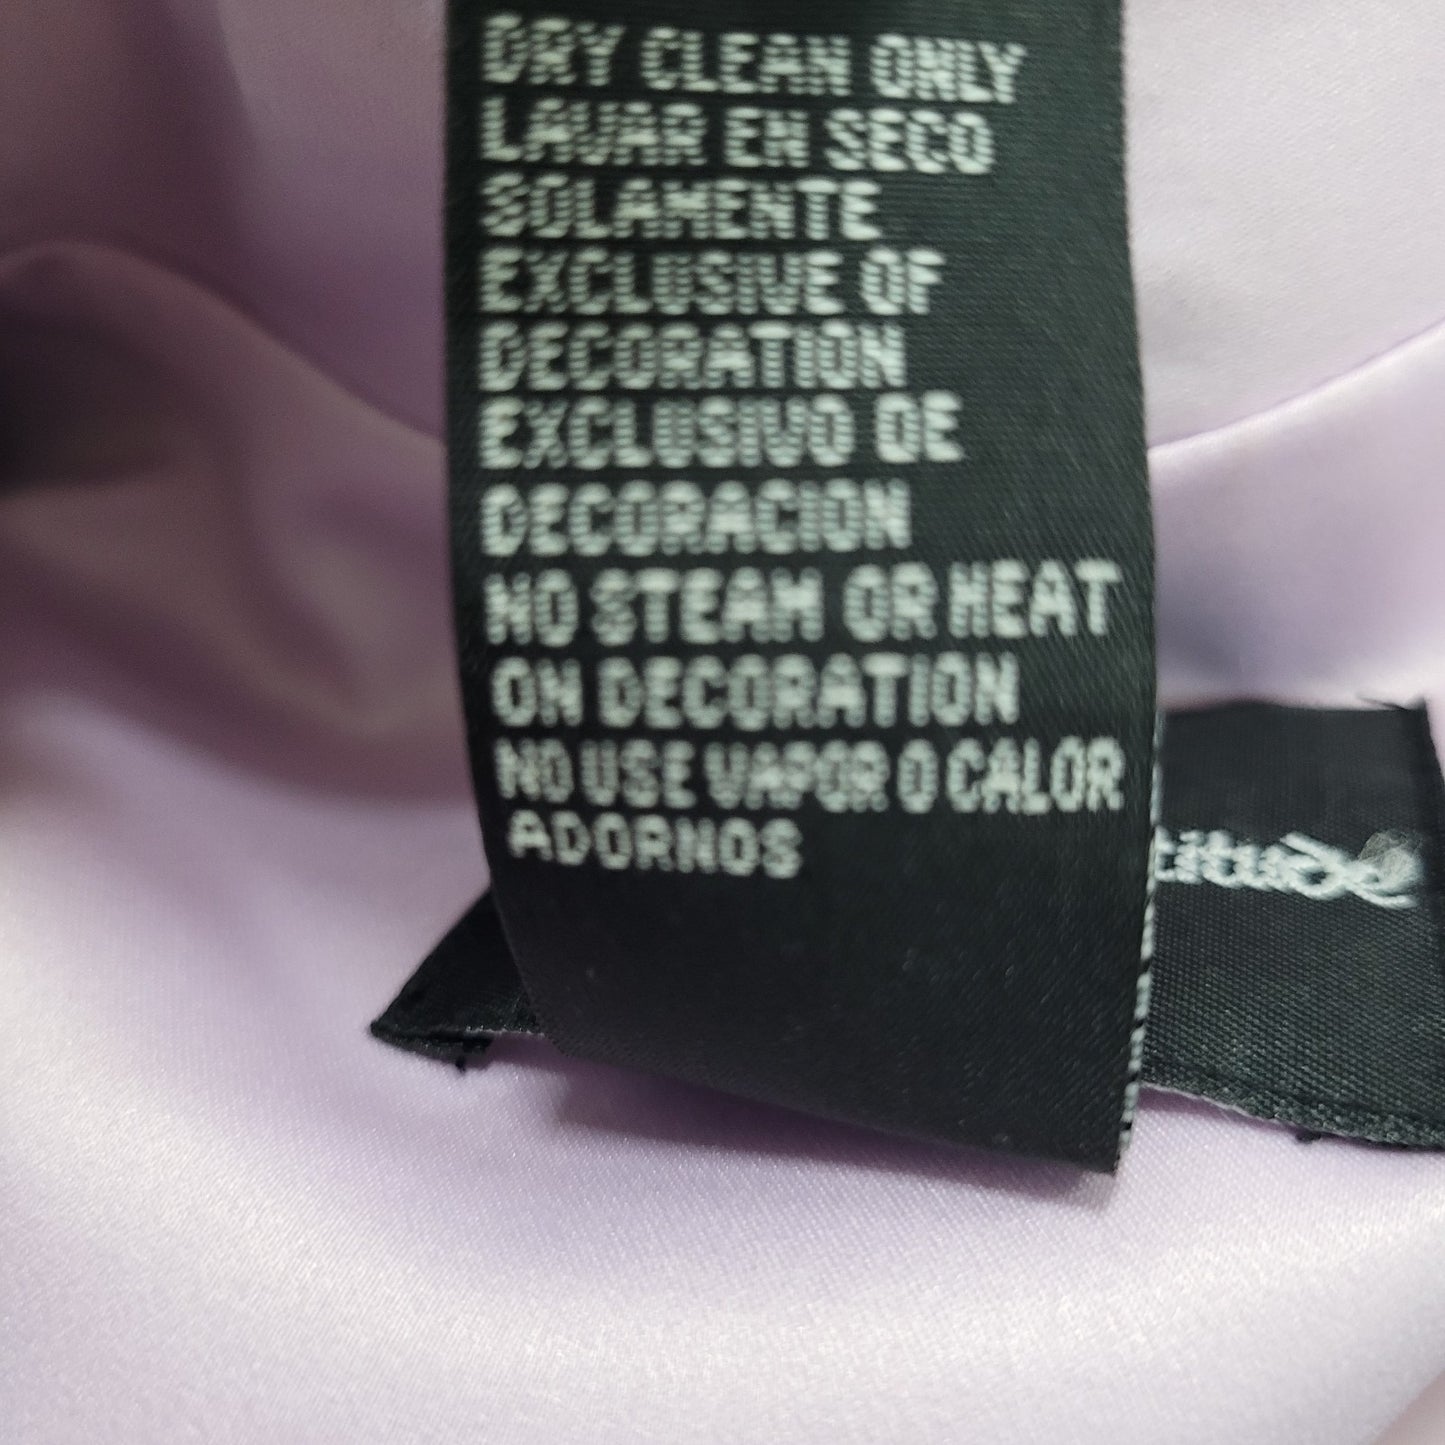 DRY CLEAN ONLY
LAVAR EN SECO
SOLAMENTE
EXCLUSIVE OF
DECORATION
EXCLUSIVO DE
DECORACION
NO STEAM OR HEAT
ON DECORATION
NO USE VAPOR O CALOR
ADORNOS
titude